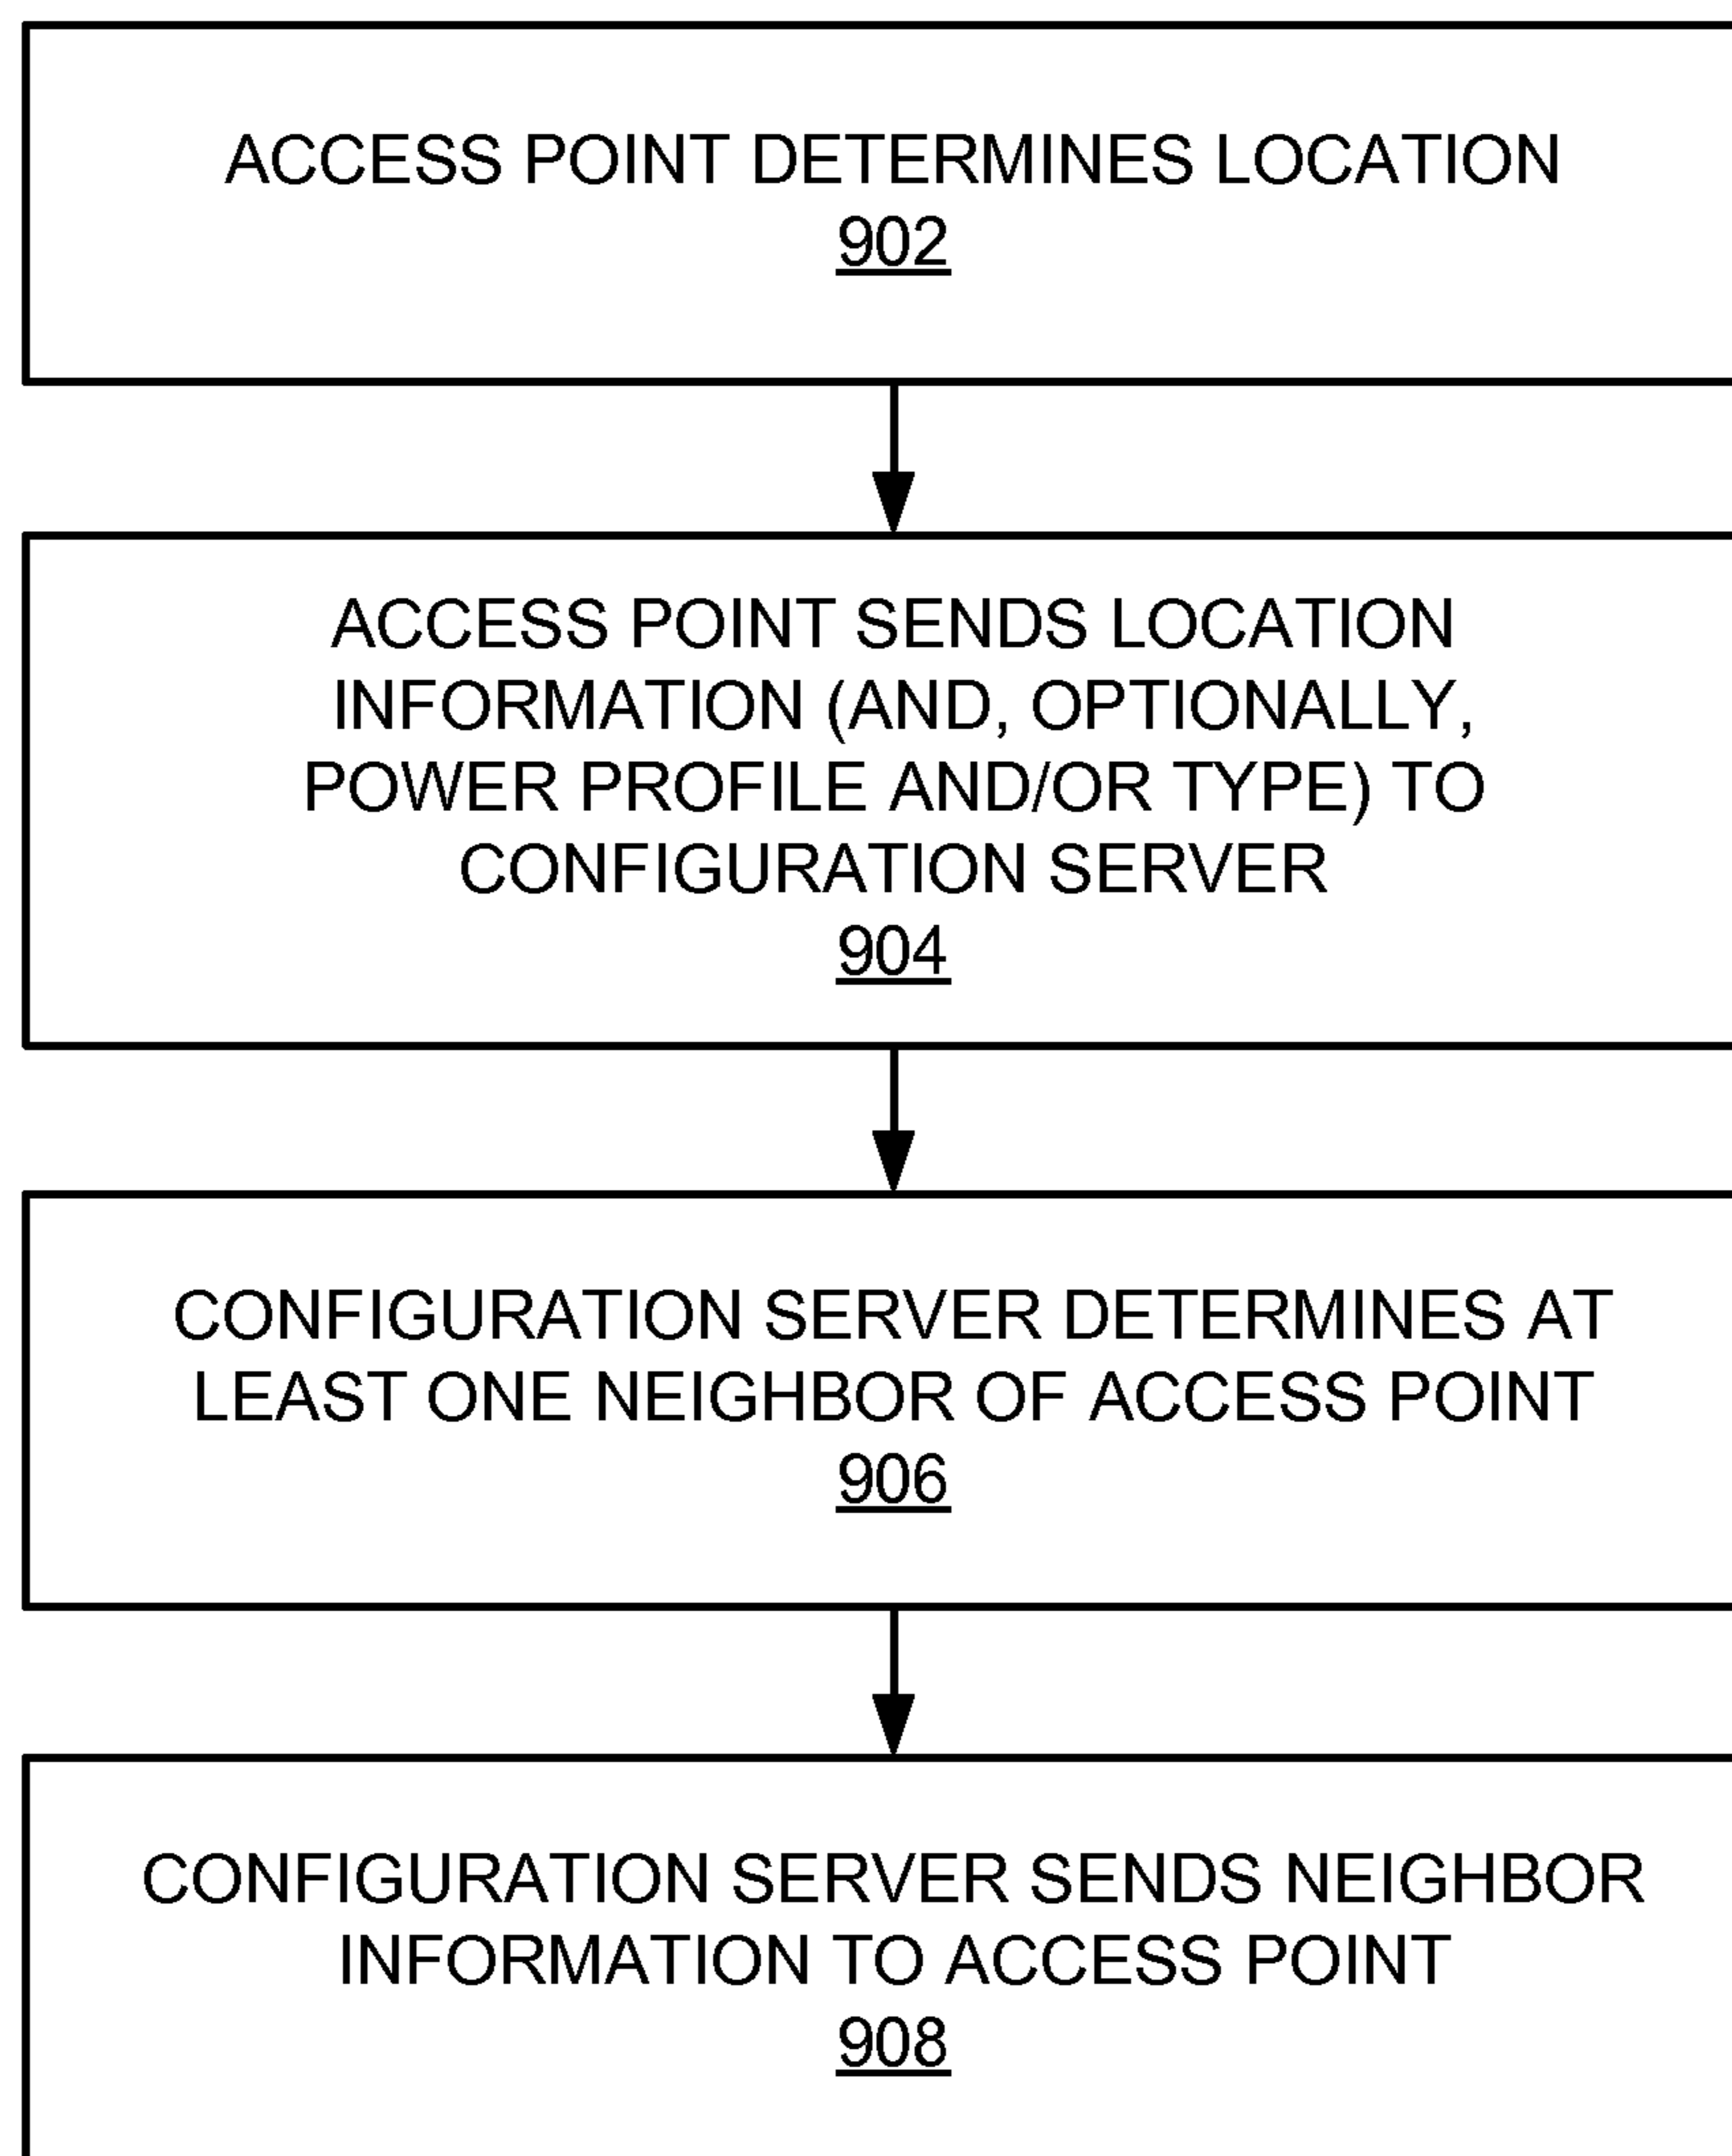 ACCESS POINT DETERMINES LOCATION
902
ACCESS POINT SENDS LOCATION
INFORMATION (AND, OPTIONALLY,
POWER PROFILE AND/OR TYPE) TO
CONFIGURATION SERVER
904
CONFIGURATION SERVER DETERMINES AT
LEAST ONE NEIGHBOR OF ACCESS POINT
906
CONFIGURATION SERVER SENDS NEIGHBOR
INFORMATION TO ACCESS POINT
908